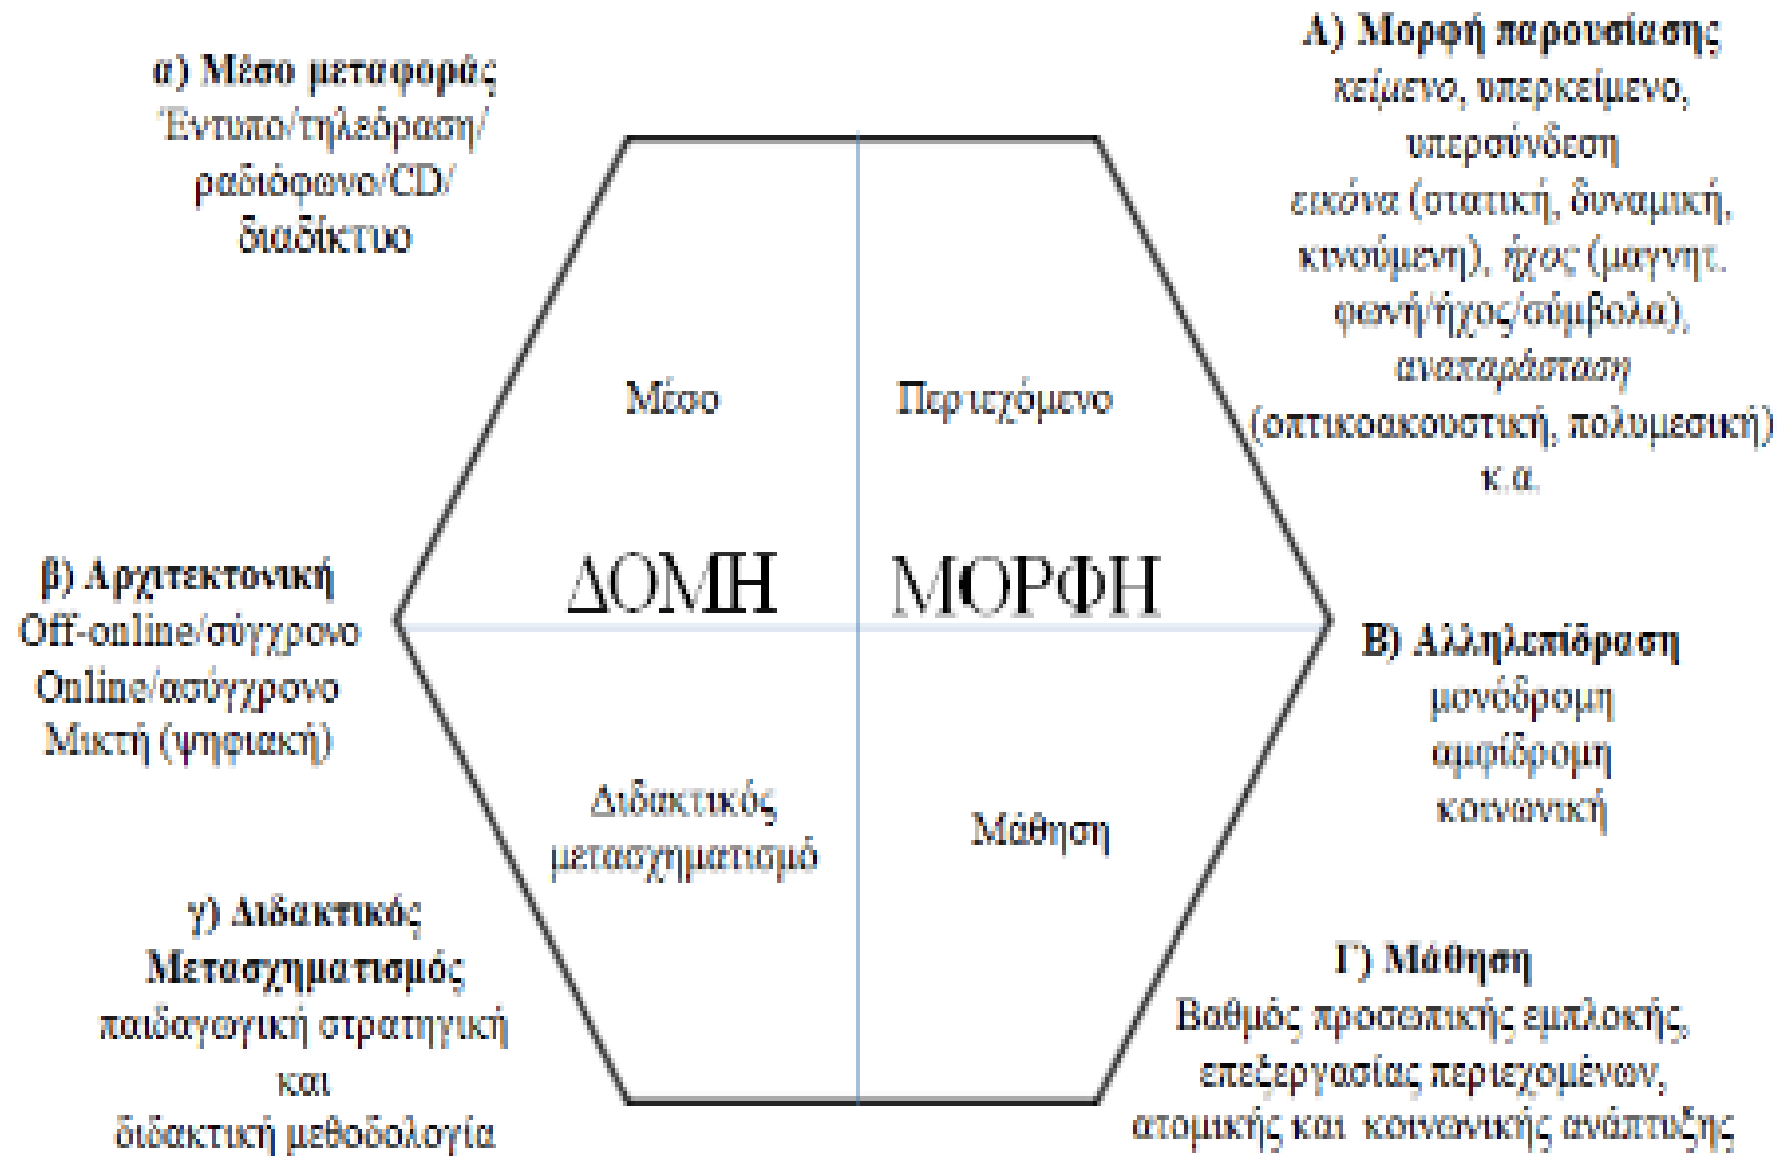 α) Μέσο μεταφοράς
Έντυπο/τηλεόραση/
ραδιόφωνο/CD/
διαδίκτυο
Α) Μορφή παρουσίασης
κείμενο, υπερκείμενο,
υπερσύνδεση
εικόνα (στατική, δυναμική,
κινούμενη), ήχος (μαγνητ.
φωνή/ήχος/σύμβολα),
αναπαράσταση
(οπτικοακουστική, πολυμεσική)
κ.α.
Μέσο
Περιεχόμενο
ΔΟΜΗ
ΜΟΡΦΗ
β) Αρχιτεκτονική
Off-online/σύγχρονο
Online/ασύγχρονο
Μικτή (ψηφιακή)
Β) Αλληλεπίδραση
μονόδρομη
αμφίδρομη
κοινωνική
Διδακτικός
μετασχηματισμό
Μάθηση
γ) Διδακτικός
Μετασχηματισμός
παιδαγωγική στρατηγική
και
διδακτική μεθοδολογία
Γ) Μάθηση
Βαθμός προσωπικής εμπλοκής,
επεξεργασίας περιεχομένων,
ατομικής και κοινωνικής ανάπτυξης